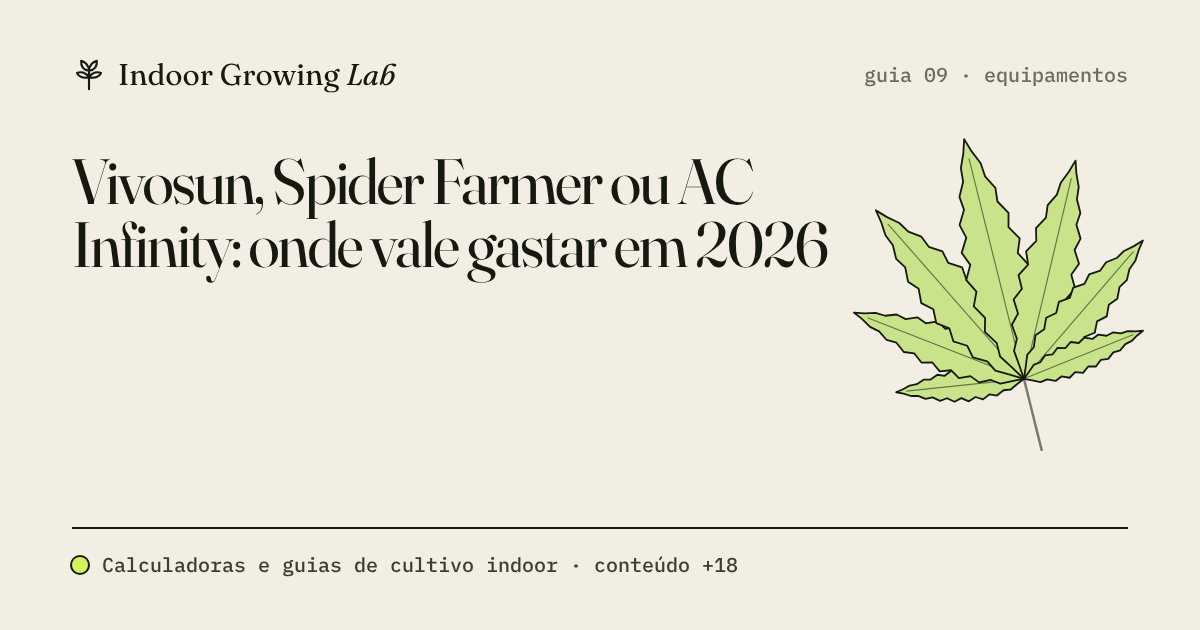 Indoor Growing Lab
guia 09 · equipamentos
Vivosun, Spider Farmer ou AC
Infinity: onde vale gastar em 2026
Calculadoras e guias de cultivo indoor · conteúdo +18